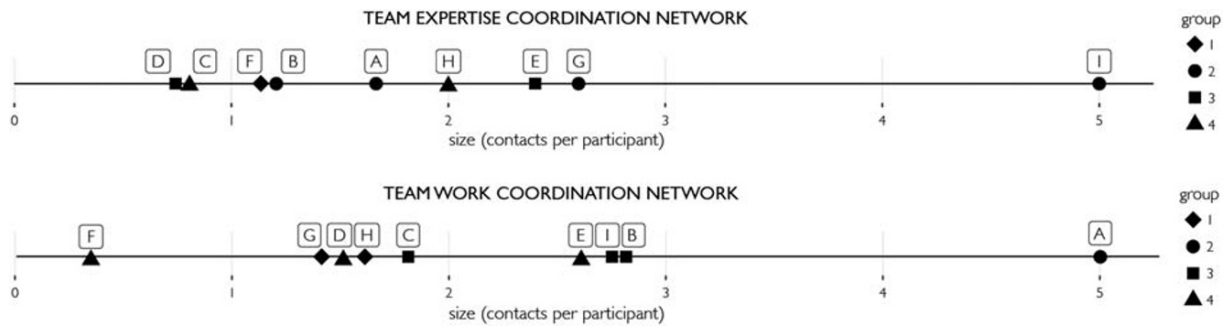 TEAM EXPERTISE COORDINATION NETWORK
group
D C F B A H E G I
1
2
3
4
0 1 2 3 4 5
size (contacts per participant)
TEAM WORK COORDINATION NETWORK
group
F G D H C E I B A
1
2
3
4
0 1 2 3 4 5
size (contacts per participant)